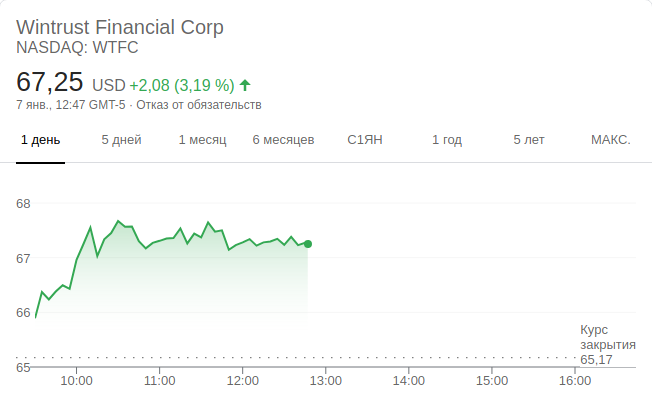 Wintrust Financial Corp
NASDAQ: WTFC
67,25 USD +2,08 (3,19 %)
7 янв., 12:47 GMT-5 · Отказ от обязательств
1 день 5 дней 1 месяц 6 месяцев С1ЯН 1 год 5 лет МАКС.
68
67
66
Курс
закрытия
65,17
65
10:00 11:00 12:00 13:00 14:00 15:00 16:00